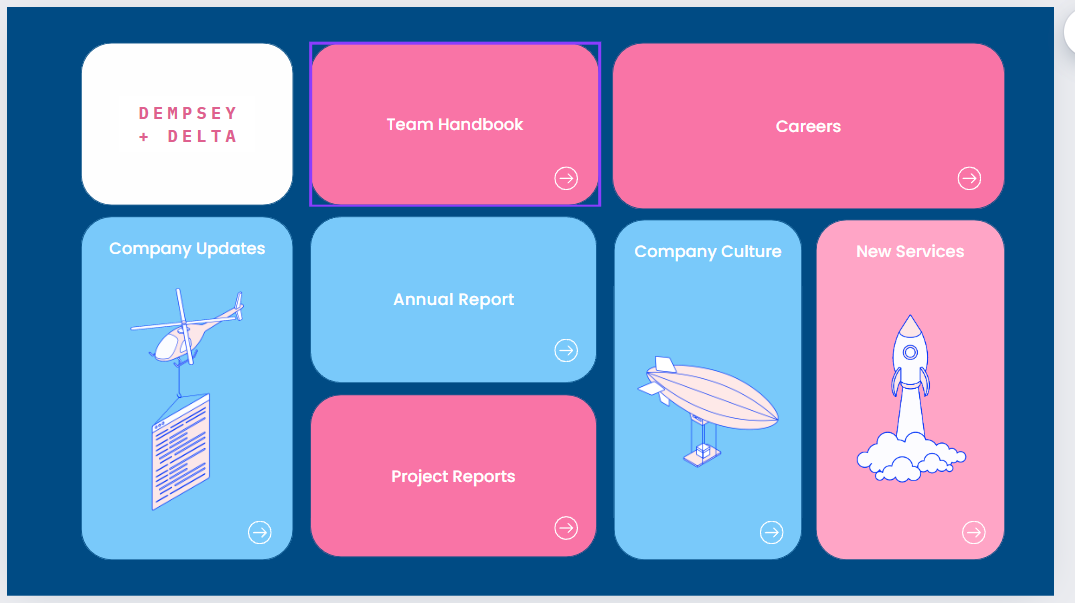 DEMPSEY
+ DELTA
Team Handbook
Careers
Company Updates
Annual Report
Company Culture
New Services
Project Reports